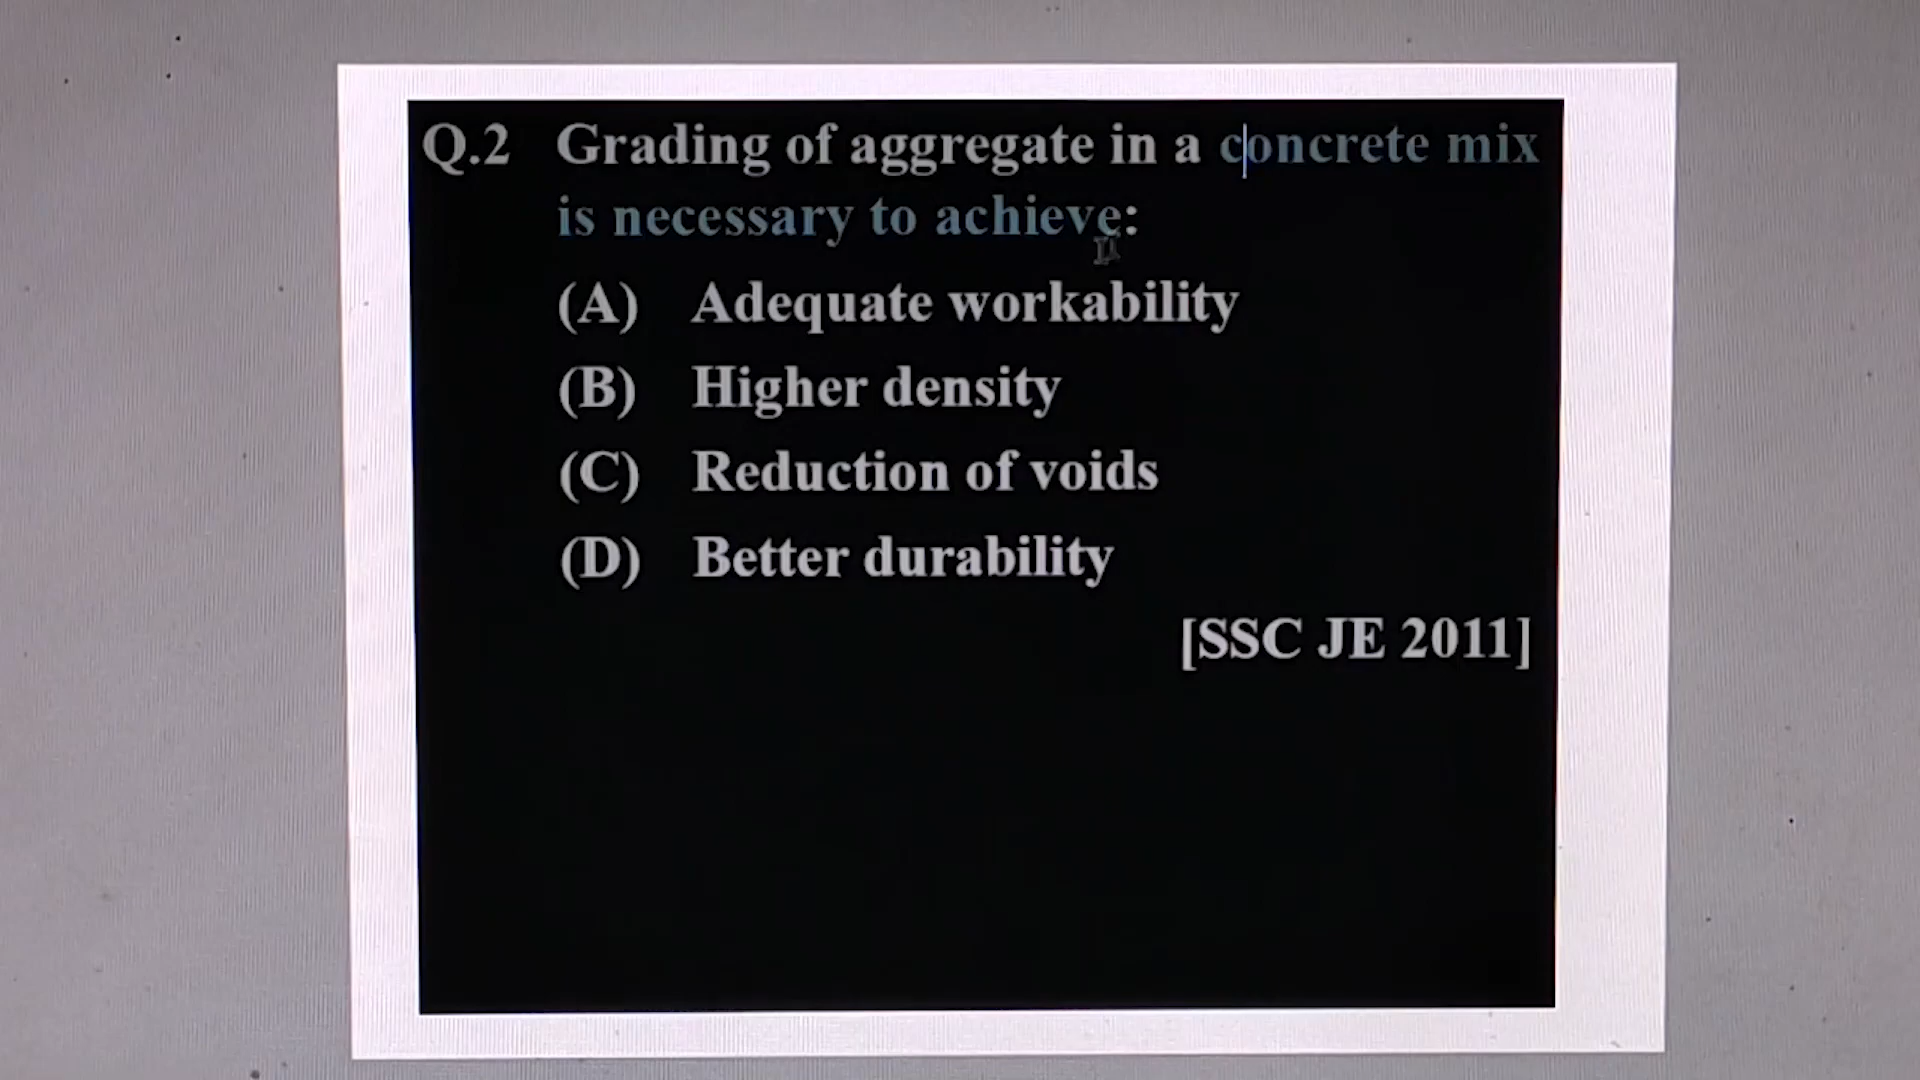 Q.2 Grading of aggregate in a concrete mix
is necessary to achieve:
(A) Adequate workability
(B) Higher density
(C) Reduction of voids
(D) Better durability
[SSC JE 2011]